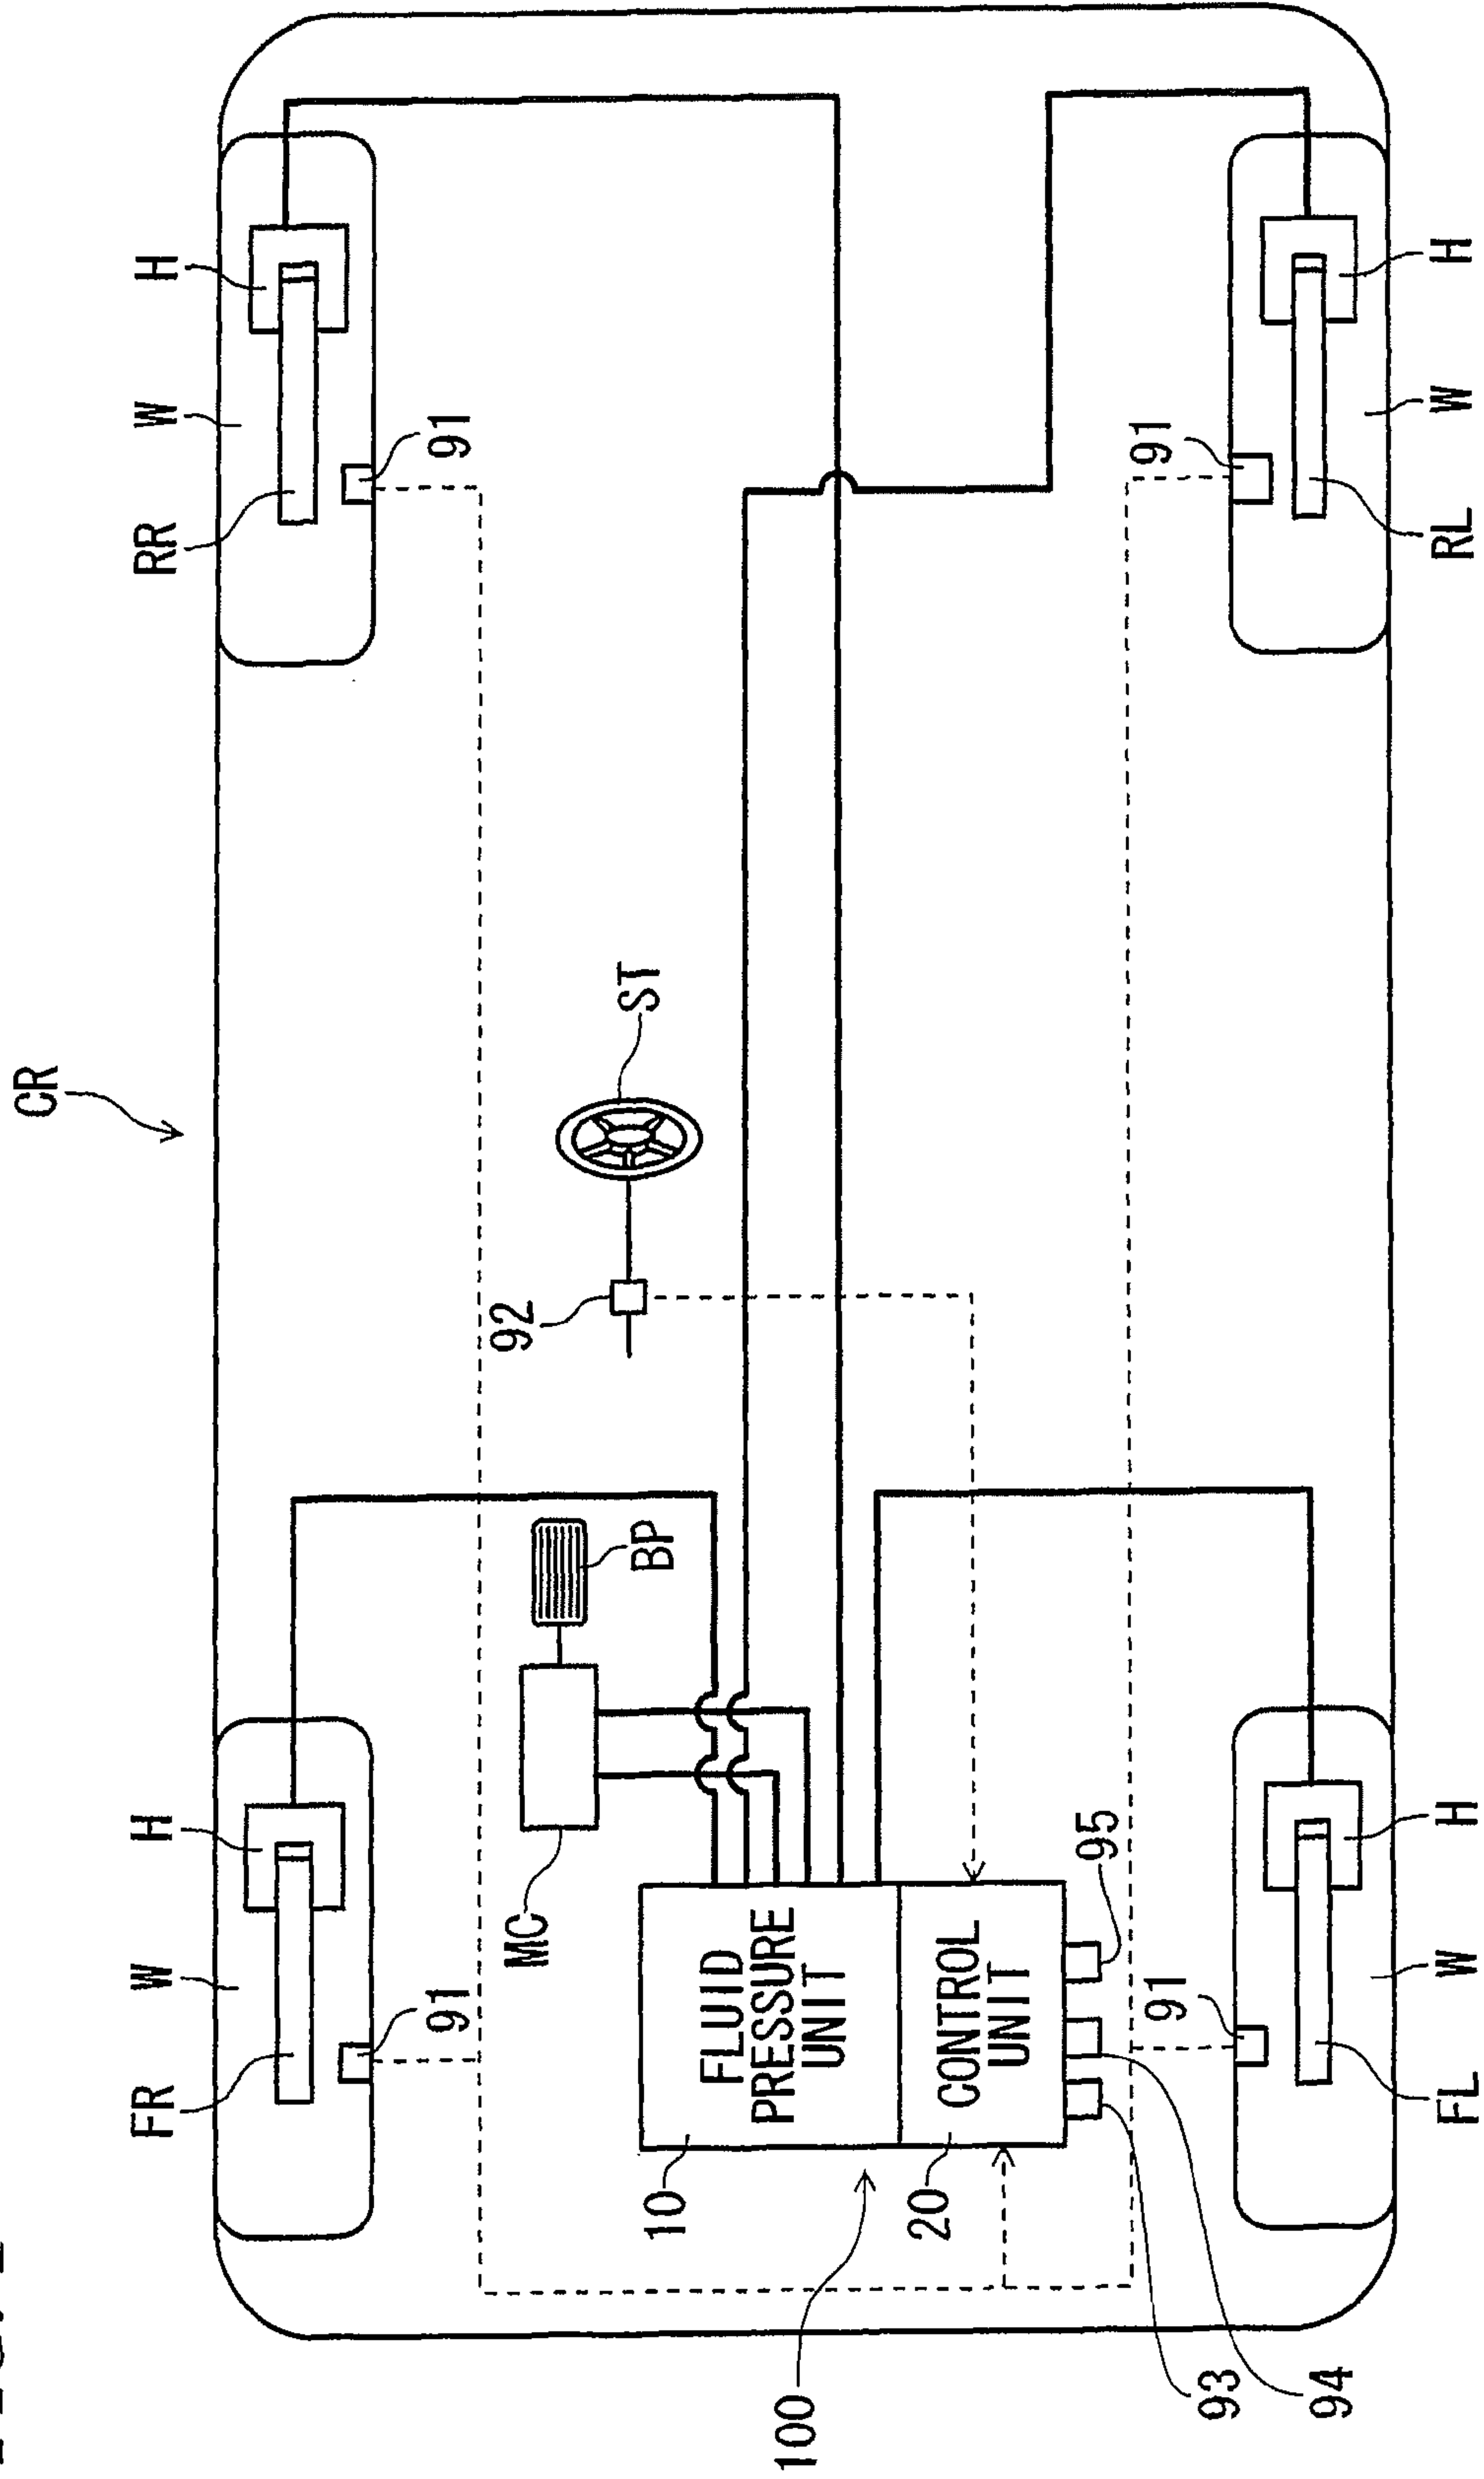 CR
FR
W
H
RR
W
H
91
91
MC
92
BP
ST
10
FLUID
PRESSURE
UNIT
100
20
CONTROL
UNIT
95
91
91
93
94
FL
W
H
RL
W
H